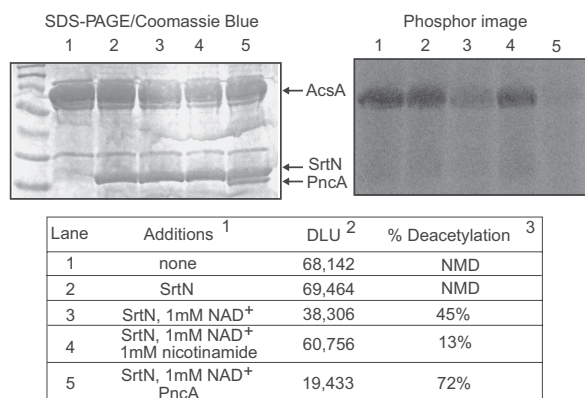 SDS-PAGE/Coomassie Blue
Phosphor image
1 2 3 4 5
1 2 3 4 5
AcsA
SrtN
PncA
Lane Additions 1 DLU 2 % Deacetylation 3
1 none 68,142 NMD
2 SrtN 69,464 NMD
3 SrtN, 1mM NAD+ 38,306 45%
4 SrtN, 1mM NAD+ 1mM nicotinamide 60,756 13%
5 SrtN, 1mM NAD+ PncA 19,433 72%